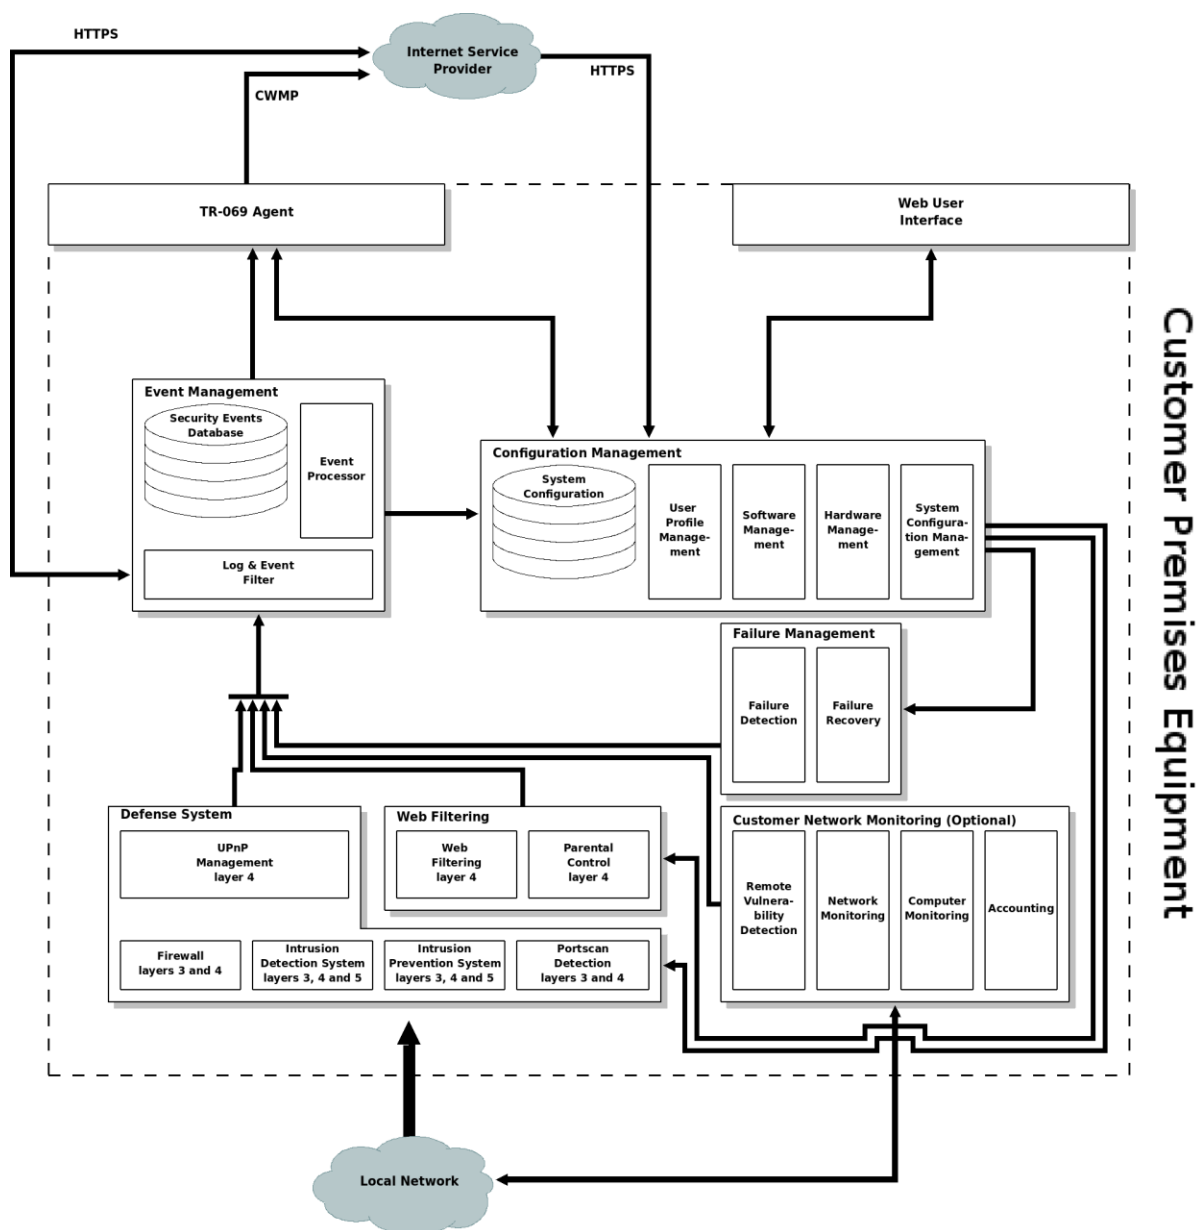 HTTPS
Internet Service
Provider
HTTPS
CWMP
TR-069 Agent
Web User
Interface
Customer Premises Equipment
Event Management
Security Events
Database
Event
Processor
Log & Event
Filter
Configuration Management
System
Configuration
User
Profile
Manage-
ment
Software
Manage-
ment
Hardware
Manage-
ment
System
Configura-
tion Mana-
gement
Failure Management
Failure
Detection
Failure
Recovery
Defense System
UPnP
Management
layer 4
Firewall
layers 3 and 4
Intrusion
Detection System
layers 3, 4 and 5
Intrusion
Prevention System
layers 3, 4 and 5
Portscan
Detection
layers 3 and 4
Web Filtering
Web
Filtering
layer 4
Parental
Control
layer 4
Customer Network Monitoring (Optional)
Remote
Vulnera-
bility
Detection
Network
Monitoring
Computer
Monitoring
Accounting
Local Network